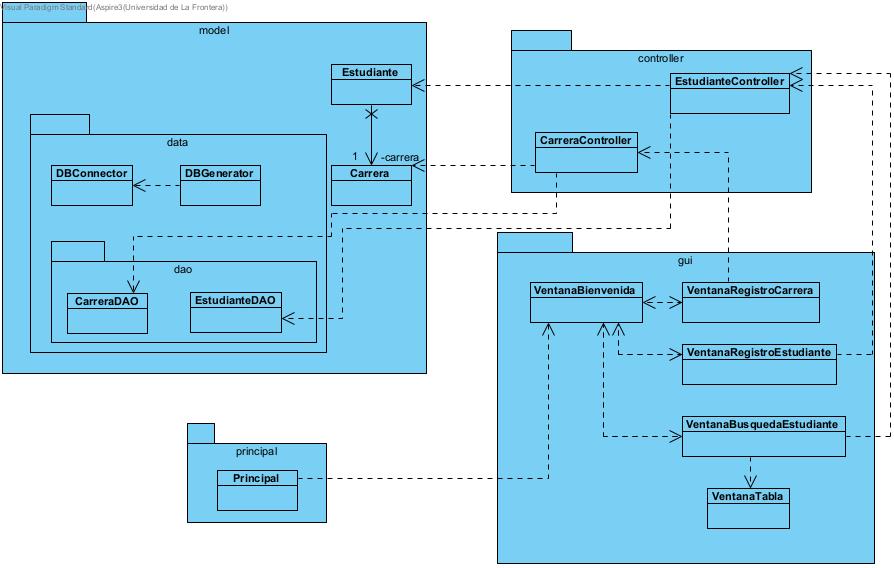 Visual Paradigm Standard(Aspire3(Universidad de La Frontera))
model
Estudiante
1
-carrera
Carrera
data
DBConnector
DBGenerator
dao
CarreraDAO
EstudianteDAO
controller
EstudianteController
CarreraController
gui
VentanaBienvenida
VentanaRegistroCarrera
VentanaRegistroEstudiante
VentanaBusquedaEstudiante
VentanaTabla
principal
Principal